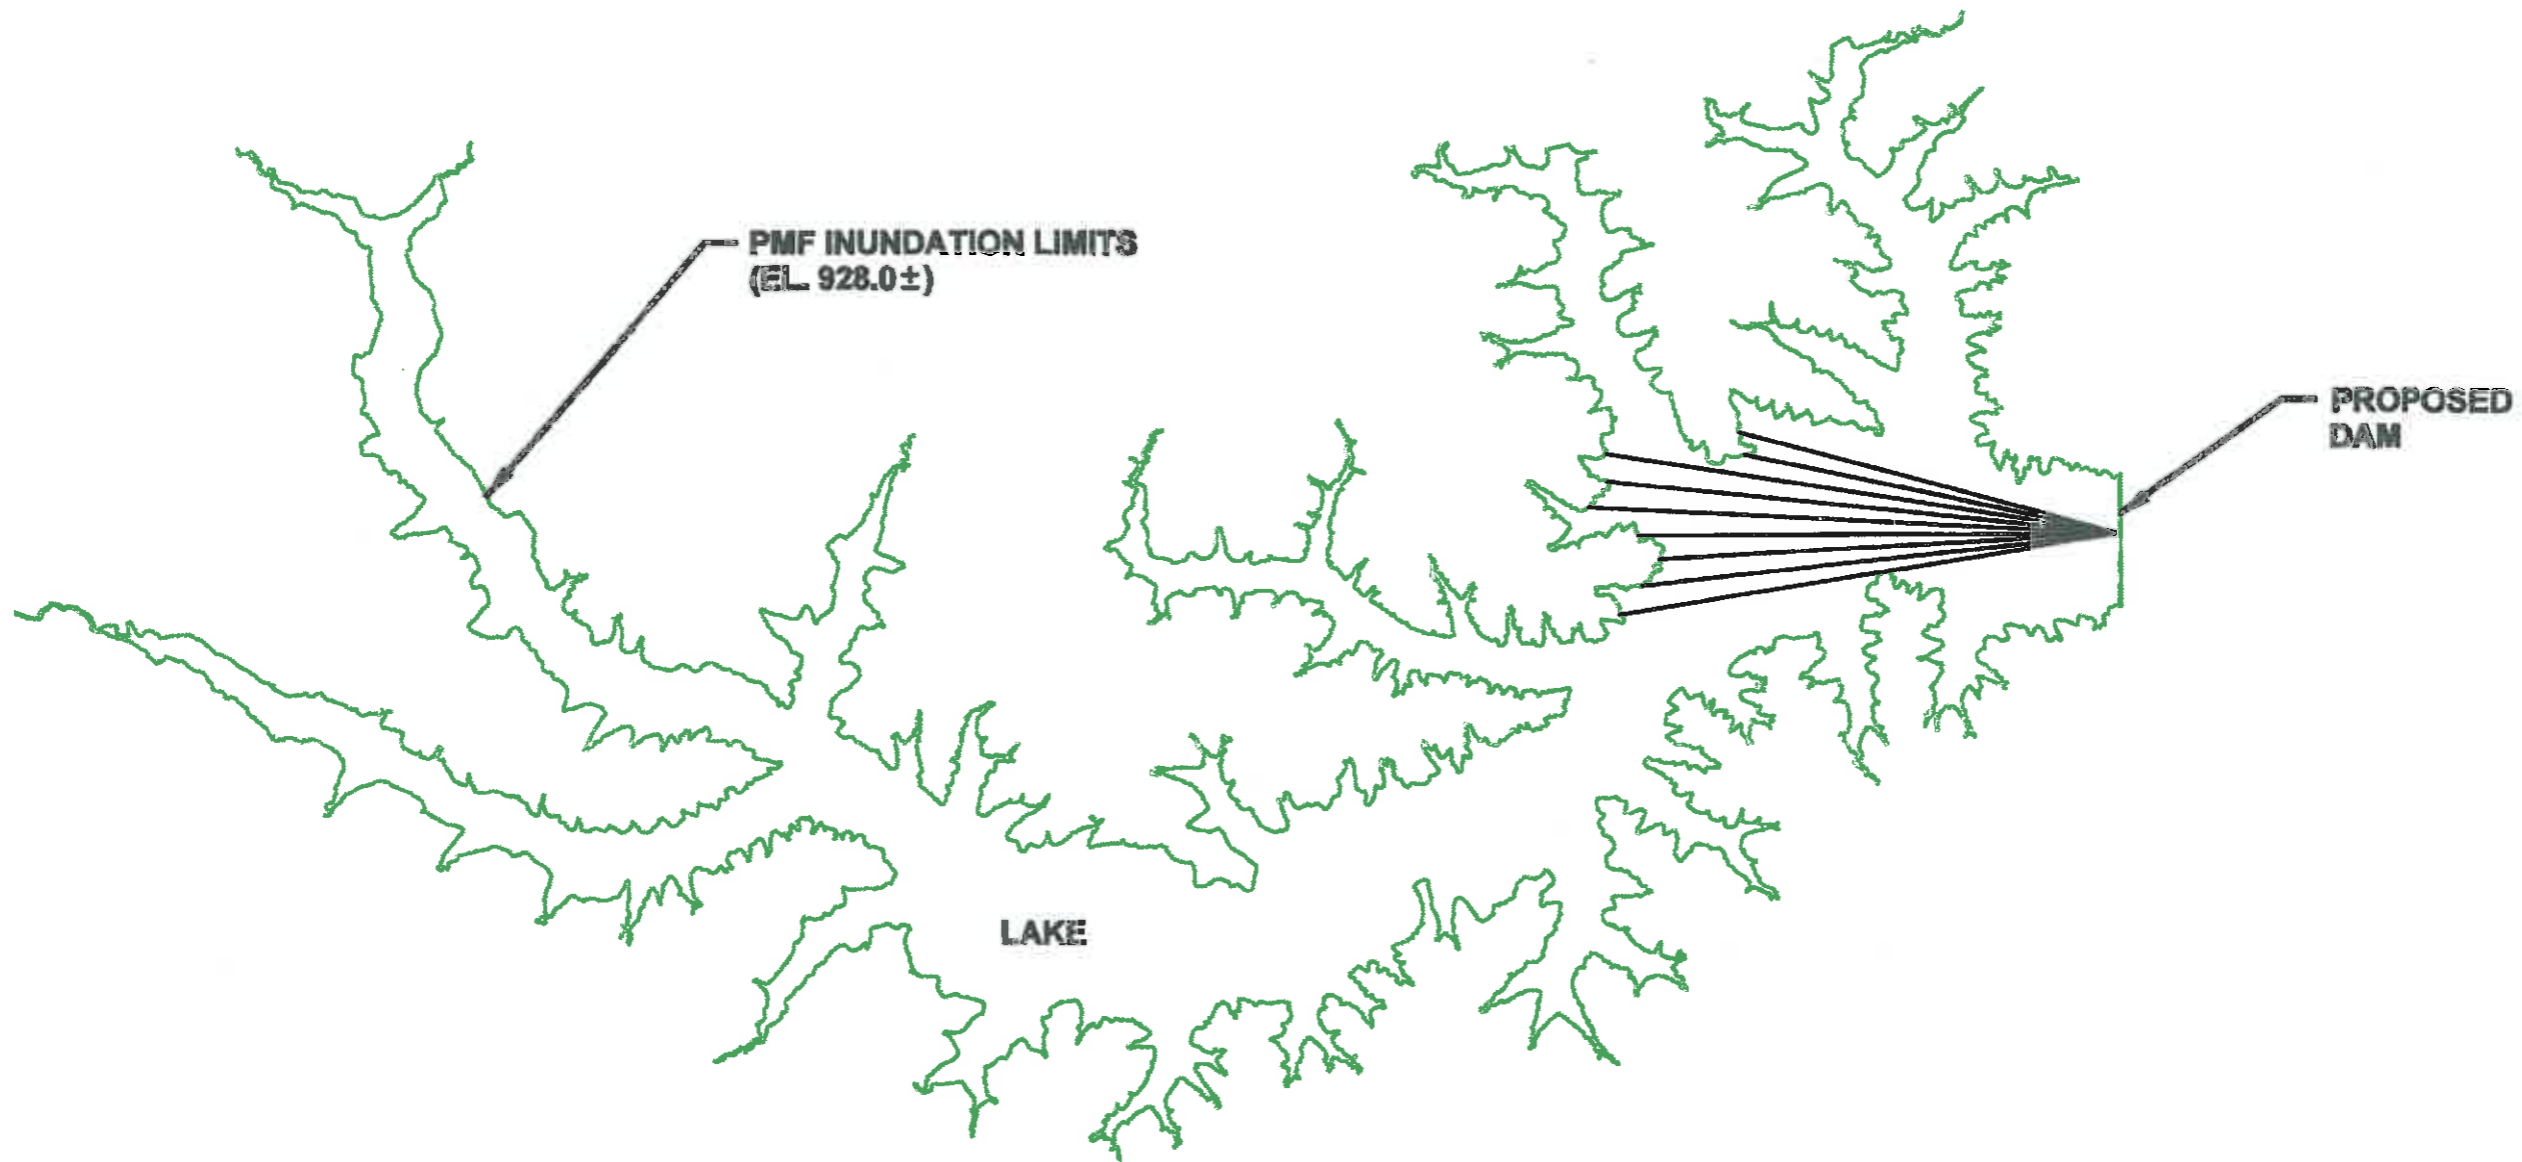 PMF INUNDATION LIMITS
(EL. 928.0±)
PROPOSED
DAM
LAKE